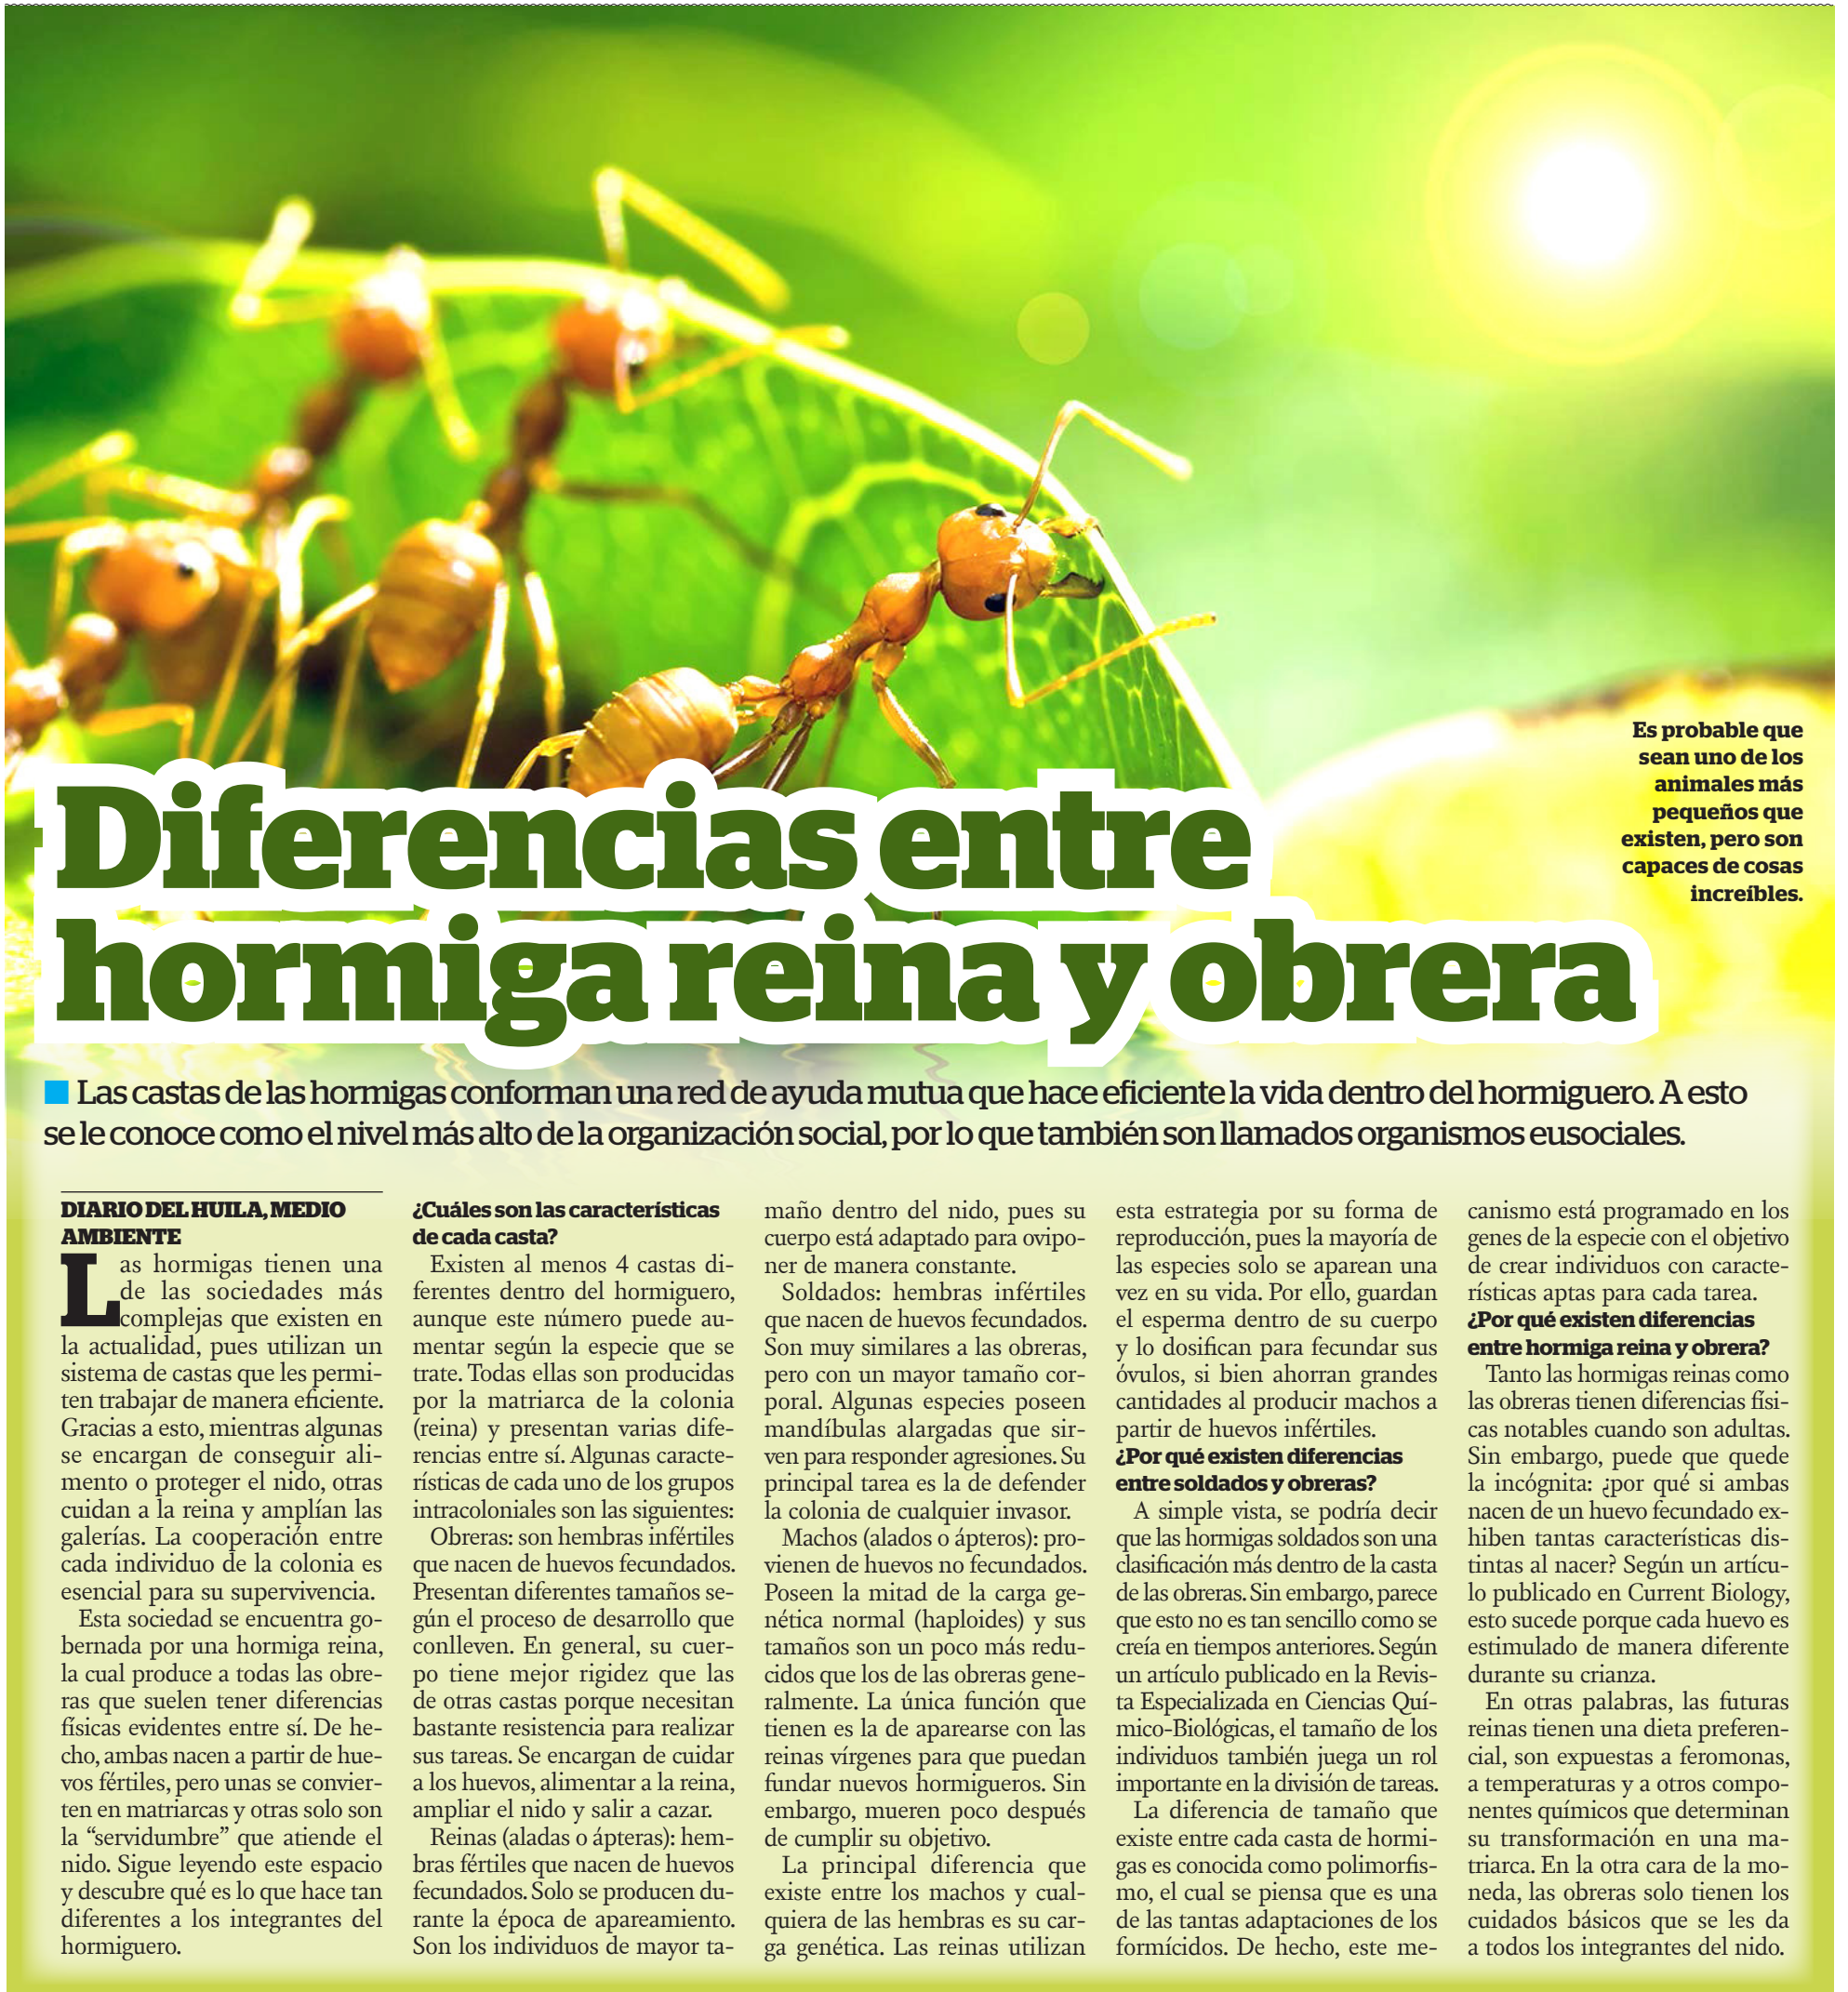 Es probable que
sean uno de los
animales más
pequeños que
existen, pero son
capaces de cosas
increíbles.
Diferencias entre
hormiga reina y obrera
Las castas de las hormigas conforman una red de ayuda mutua que hace eficiente la vida dentro del hormiguero. A esto
se le conoce como el nivel más alto de la organización social, por lo que también son llamados organismos eusociales.
DIARIO DEL HUILA, MEDIO
AMBIENTE
Las hormigas tienen una
de las sociedades más
complejas que existen en
la actualidad, pues utilizan un
sistema de castas que les permi-
ten trabajar de manera eficiente.
Gracias a esto, mientras algunas
se encargan de conseguir ali-
mento o proteger el nido, otras
cuidan a la reina y amplían las
galerías. La cooperación entre
cada individuo de la colonia es
esencial para su supervivencia.
Esta sociedad se encuentra go-
bernada por una hormiga reina,
la cual produce a todas las obre-
ras que suelen tener diferencias
físicas evidentes entre sí. De he-
cho, ambas nacen a partir de hue-
vos fértiles, pero unas se convier-
ten en matriarcas y otras solo son
la “servidumbre” que atiende el
nido. Sigue leyendo este espacio
y descubre qué es lo que hace tan
diferentes a los integrantes del
hormiguero.
¿Cuáles son las características
de cada casta?
Existen al menos 4 castas di-
ferentes dentro del hormiguero,
aunque este número puede au-
mentar según la especie que se
trate. Todas ellas son producidas
por la matriarca de la colonia
(reina) y presentan varias dife-
rencias entre sí. Algunas caracte-
rísticas de cada uno de los grupos
intracoloniales son las siguientes:
Obreras: son hembras infértiles
que nacen de huevos fecundados.
Presentan diferentes tamaños se-
gún el proceso de desarrollo que
conlleven. En general, su cuer-
po tiene mejor rigidez que las
de otras castas porque necesitan
bastante resistencia para realizar
sus tareas. Se encargan de cuidar
a los huevos, alimentar a la reina,
ampliar el nido y salir a cazar.
Reinas (aladas o ápteras): hem-
bras fértiles que nacen de huevos
fecundados. Solo se producen du-
rante la época de apareamiento.
Son los individuos de mayor ta-
maño dentro del nido, pues su
cuerpo está adaptado para ovipo-
ner de manera constante.
Soldados: hembras infértiles
que nacen de huevos fecundados.
Son muy similares a las obreras,
pero con un mayor tamaño cor-
poral. Algunas especies poseen
mandíbulas alargadas que sir-
ven para responder agresiones. Su
principal tarea es la de defender
la colonia de cualquier invasor.
Machos (alados o ápteros): pro-
vienen de huevos no fecundados.
Poseen la mitad de la carga ge-
nética normal (haploides) y sus
tamaños son un poco más redu-
cidos que los de las obreras gene-
ralmente. La única función que
tienen es la de aparearse con las
reinas vírgenes para que puedan
fundar nuevos hormigueros. Sin
embargo, mueren poco después
de cumplir su objetivo.
La principal diferencia que
existe entre los machos y cual-
quiera de las hembras es su car-
ga genética. Las reinas utilizan
esta estrategia por su forma de
reproducción, pues la mayoría de
las especies solo se aparean una
vez en su vida. Por ello, guardan
el esperma dentro de su cuerpo
y lo dosifican para fecundar sus
óvulos, si bien ahorran grandes
cantidades al producir machos a
partir de huevos infértiles.
¿Por qué existen diferencias
entre soldados y obreras?
A simple vista, se podría decir
que las hormigas soldados son una
clasificación más dentro de la casta
de las obreras. Sin embargo, parece
que esto no es tan sencillo como se
creía en tiempos anteriores. Según
un artículo publicado en la Revis-
ta Especializada en Ciencias Quí-
mico-Biológicas, el tamaño de los
individuos también juega un rol
importante en la división de tareas.
La diferencia de tamaño que
existe entre cada casta de hormi-
gas es conocida como polimorfis-
mo, el cual se piensa que es una
de las tantas adaptaciones de los
formícidos. De hecho, este me-
canismo está programado en los
genes de la especie con el objetivo
de crear individuos con caracte-
rísticas aptas para cada tarea.
¿Por qué existen diferencias
entre hormiga reina y obrera?
Tanto las hormigas reinas como
las obreras tienen diferencias físi-
cas notables cuando son adultas.
Sin embargo, puede que quede
la incógnita: ¿por qué si ambas
nacen de un huevo fecundado ex-
hiben tantas características dis-
tintas al nacer? Según un artícu-
lo publicado en Current Biology,
esto sucede porque cada huevo es
estimulado de manera diferente
durante su crianza.
En otras palabras, las futuras
reinas tienen una dieta preferen-
cial, son expuestas a feromonas,
a temperaturas y a otros compo-
nentes químicos que determinan
su transformación en una ma-
triarca. En la otra cara de la mo-
neda, las obreras solo tienen los
cuidados básicos que se les da
a todos los integrantes del nido.